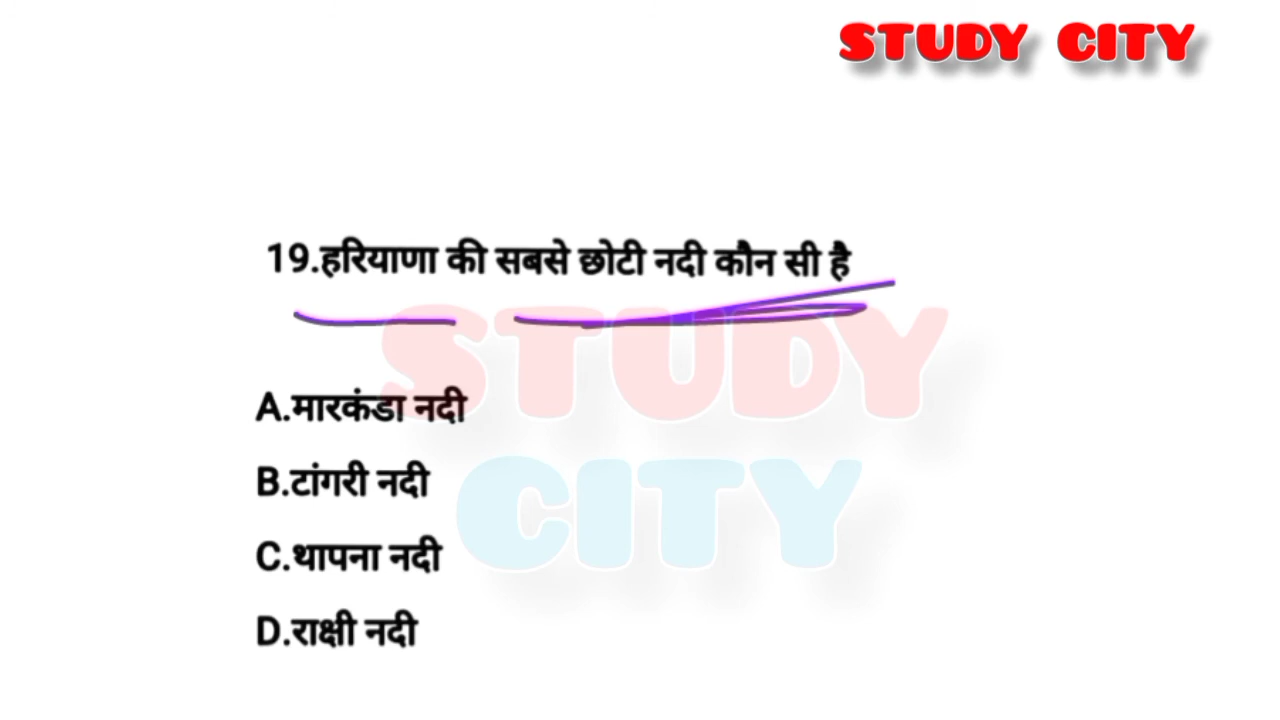 STUDY CITY
19.हरियाणा की सबसे छोटी नदी कौन सी है
STUDY
A.मारकंडा नदी
B.टांगरी नदी
CITY
C.थापना नदी
D.राक्षी नदी